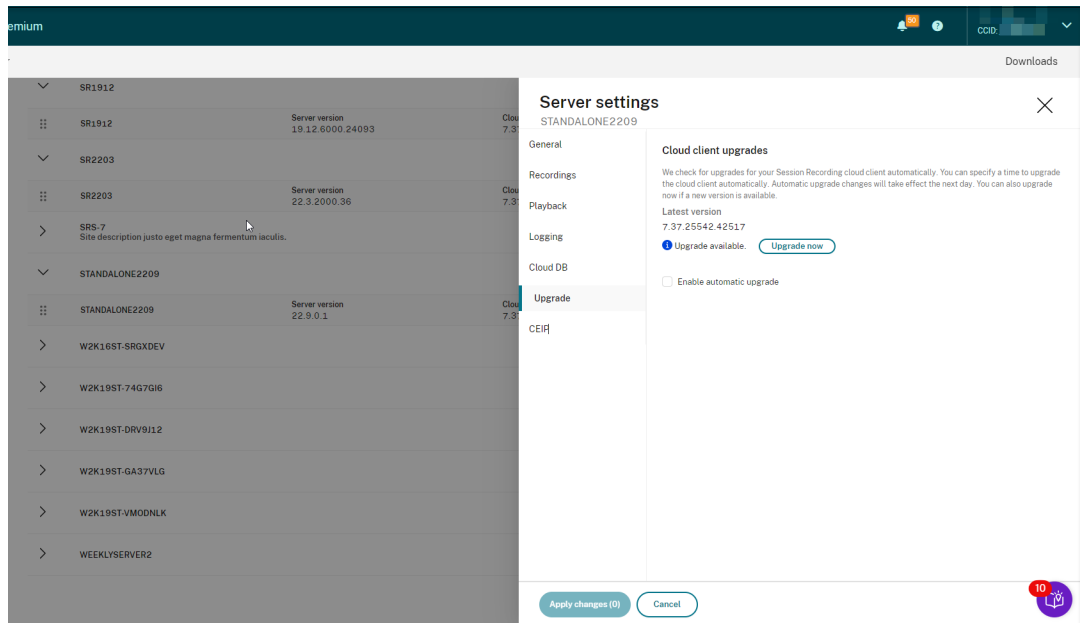 emium
50
?
CCID:
Downloads
SR1912
SR1912
Server version
19.12.6000.24093
Clou
7.37
SR2203
SR2203
Server version
22.3.2000.36
Clou
7.3
SRS-7
Site description justo eget magna fermentum iaculis.
STANDALONE2209
STANDALONE2209
Server version
22.9.0.1
Clou
7.3
W2K16ST-SRGXDEV
W2K19ST-74G7GI6
W2K19ST-DRV9J12
W2K19ST-GA37VLG
W2K19ST-VMODNLK
WEEKLYSERVER2
Server settings
STANDALONE2209
General
Recordings
Playback
Logging
Cloud DB
Upgrade
CEIP
Cloud client upgrades
We check for upgrades for your Session Recording cloud client automatically. You can specify a time to upgrade
the cloud client automatically. Automatic upgrade changes will take effect the next day. You can also upgrade
now if a new version is available.
Latest version
7.37.25542.42517
Upgrade available.
Upgrade now
Enable automatic upgrade
Apply changes (0)
Cancel
10